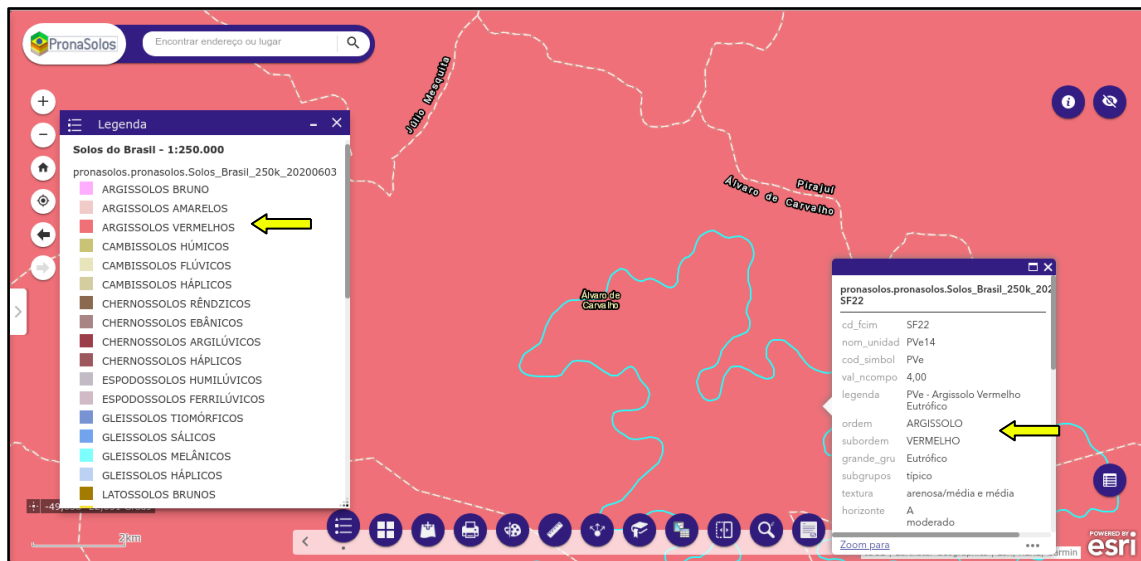 PronaSolos
Encontrar endereço ou lugar
Júlio Mesquita
Pirajuí
Álvaro de Carvalho
Álvaro de
Carvalho
Legenda
Solos do Brasil - 1:250.000
pronasolos.pronasolos.Solos_Brasil_250k_20200603
ARGISSOLOS BRUNO
ARGISSOLOS AMARELOS
ARGISSOLOS VERMELHOS
CAMBISSOLOS HÚMICOS
CAMBISSOLOS FLÚVICOS
CAMBISSOLOS HÁPLICOS
CHERNOSSOLOS RÊNDZICOS
CHERNOSSOLOS EBÂNICOS
CHERNOSSOLOS ARGILÚVICOS
CHERNOSSOLOS HÁPLICOS
ESPODOSSOLOS HUMILÚVICOS
ESPODOSSOLOS FERRILÚVICOS
GLEISSOLOS TIOMÓRFICOS
GLEISSOLOS SÁLICOS
GLEISSOLOS MELÂNICOS
GLEISSOLOS HÁPLICOS
LATOSSOLOS BRUNOS
2km
pronasolos.pronasolos.Solos_Brasil_250k_202
SF22
cd_fcim SF22
nom_unidad PVe14
cod_simbol PVe
val_ncompo 4,00
legenda PVe - Argissolo Vermelho
Eutrófico
ordem ARGISSOLO
subordem VERMELHO
grande_gru Eutrófico
subgrupos típico
textura arenosa/média e média
horizonte A
moderado
Zoom para
POWERED BY
esri